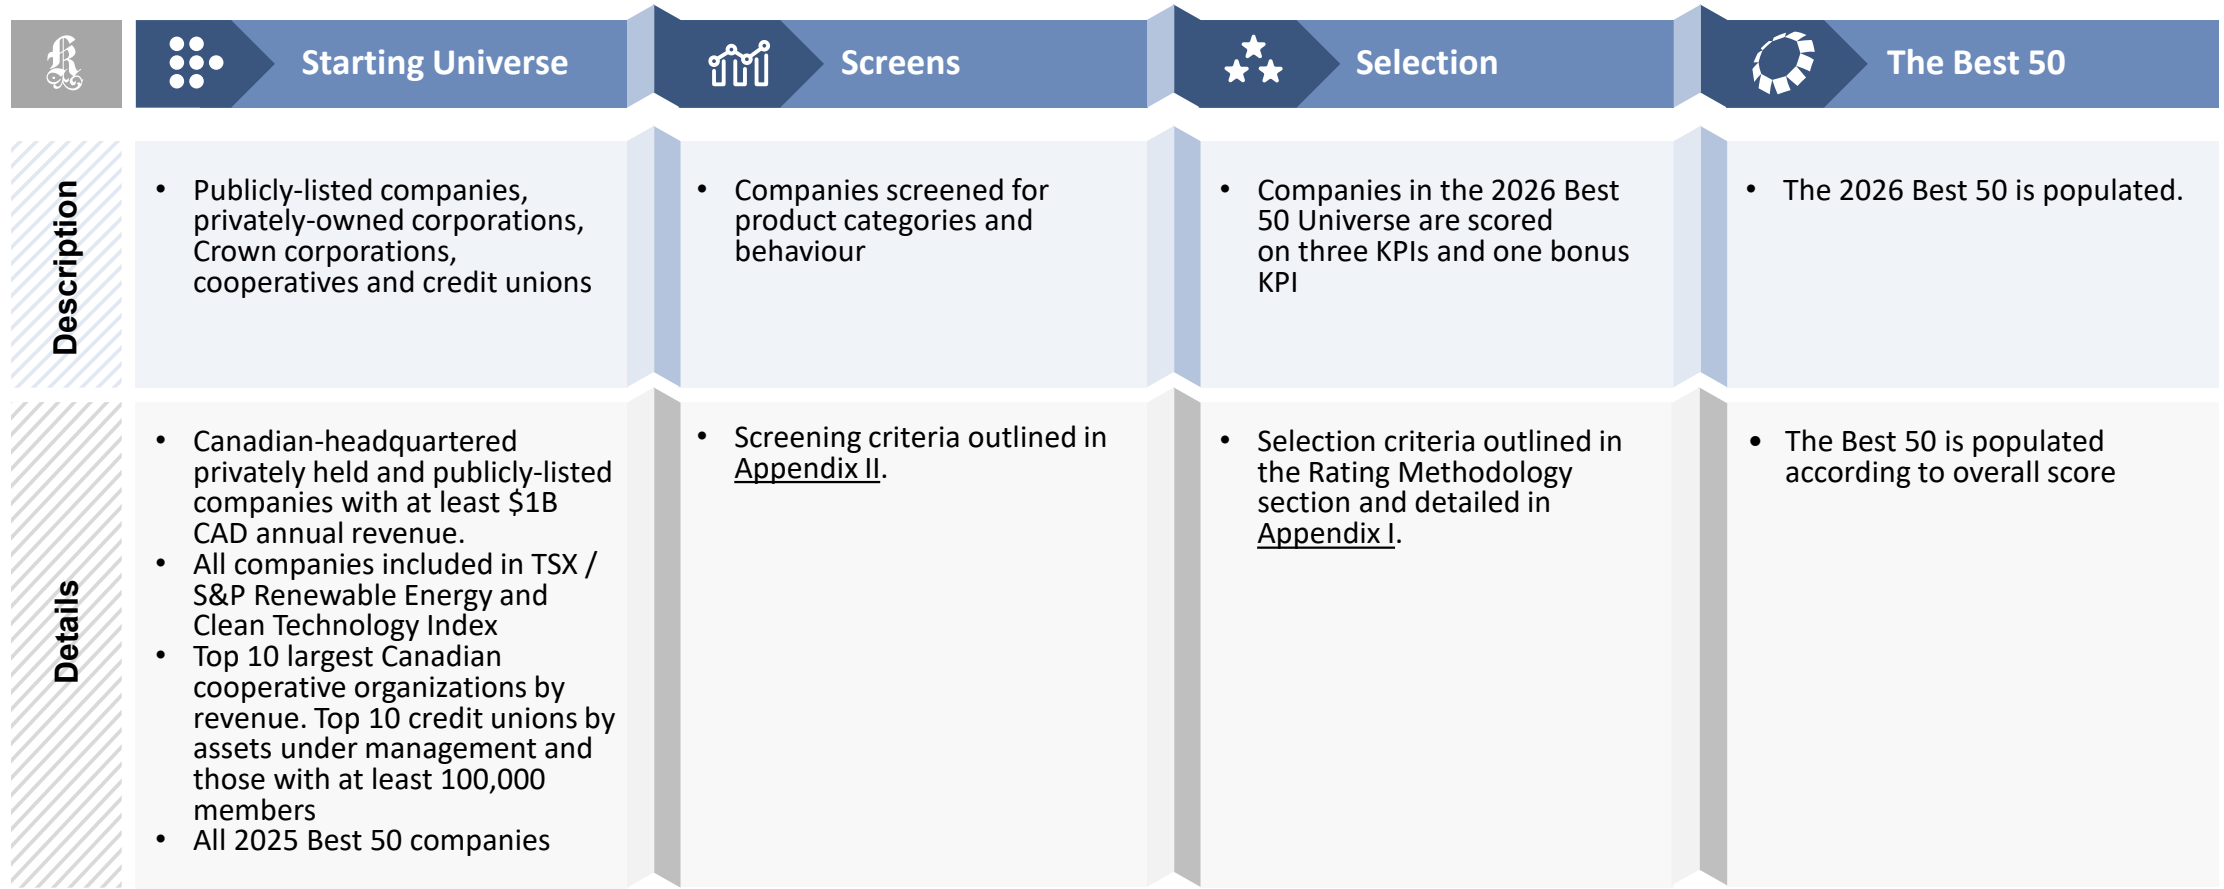 Starting Universe
Screens
Selection
The Best 50
Description
• Publicly-listed companies,
privately-owned corporations,
Crown corporations,
cooperatives and credit unions
• Companies screened for
product categories and
behaviour
• Companies in the 2026 Best
50 Universe are scored
on three KPIs and one bonus
KPI
• The 2026 Best 50 is populated.
Details
• Canadian-headquartered
privately held and publicly-listed
companies with at least $1B
CAD annual revenue.
• All companies included in TSX /
S&P Renewable Energy and
Clean Technology Index
• Top 10 largest Canadian
cooperative organizations by
revenue. Top 10 credit unions by
assets under management and
those with at least 100,000
members
• All 2025 Best 50 companies
• Screening criteria outlined in
Appendix II.
• Selection criteria outlined in
the Rating Methodology
section and detailed in
Appendix I.
• The Best 50 is populated
according to overall score